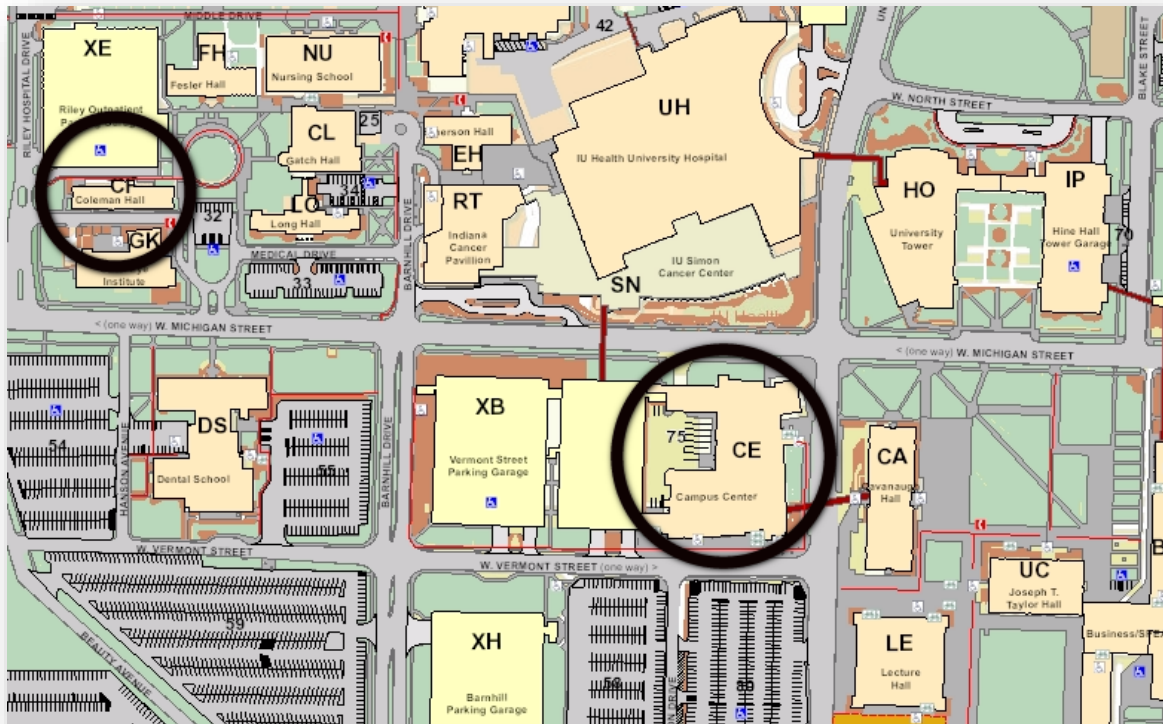 MIDDLE DRIVE
42
XE
FH
NU
Fesler Hall
Nursing School
RILEY HOSPITAL DRIVE
BLAKE STREET
W. NORTH STREET
UH
Riley Outpatient
25
CL
Gatch Hall
EH
IU Health University Hospital
CF
Coleman Hall
34
LO
Long Hall
RT
Indiana
Cancer
Pavilion
HO
University
Tower
IP
Hine Hall
70
32
GK
Institute
MEDICAL DRIVE
33
BARNHILL DRIVE
IU Simon
Cancer Center
SN
IU Health
< (one way) W. MICHIGAN STREET
< (one way) W. MICHIGAN STREET
54
HANSON AVENUE
DS
Dental School
55
BARNHILL DRIVE
XB
Vermont Street
Parking Garage
75
CE
Campus Center
CA
Hall
W. VERMONT STREET
W. VERMONT STREET (one way) >
UC
Joseph T.
Taylor Hall
59
BEAUTY AVENUE
XH
Barnhill
Parking Garage
LE
Lecture
Hall